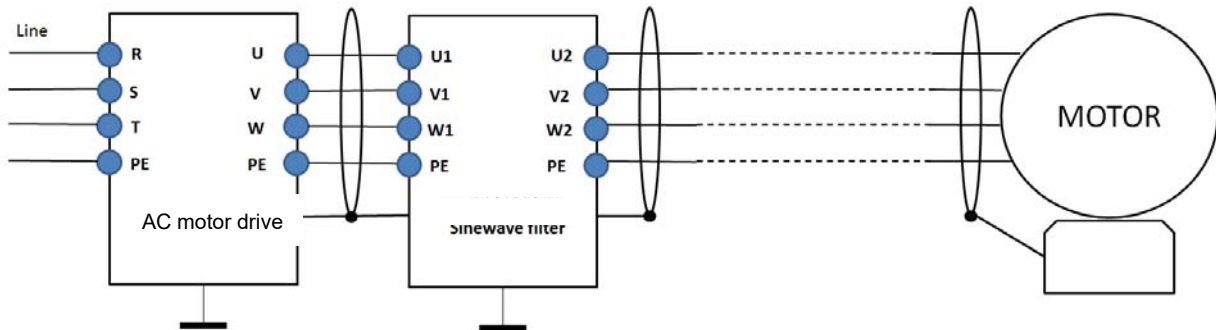 Line
R U U1 U2
S V V1 V2
T W W1 W2
PE PE PE PE
MOTOR
AC motor drive
Sinewave filter